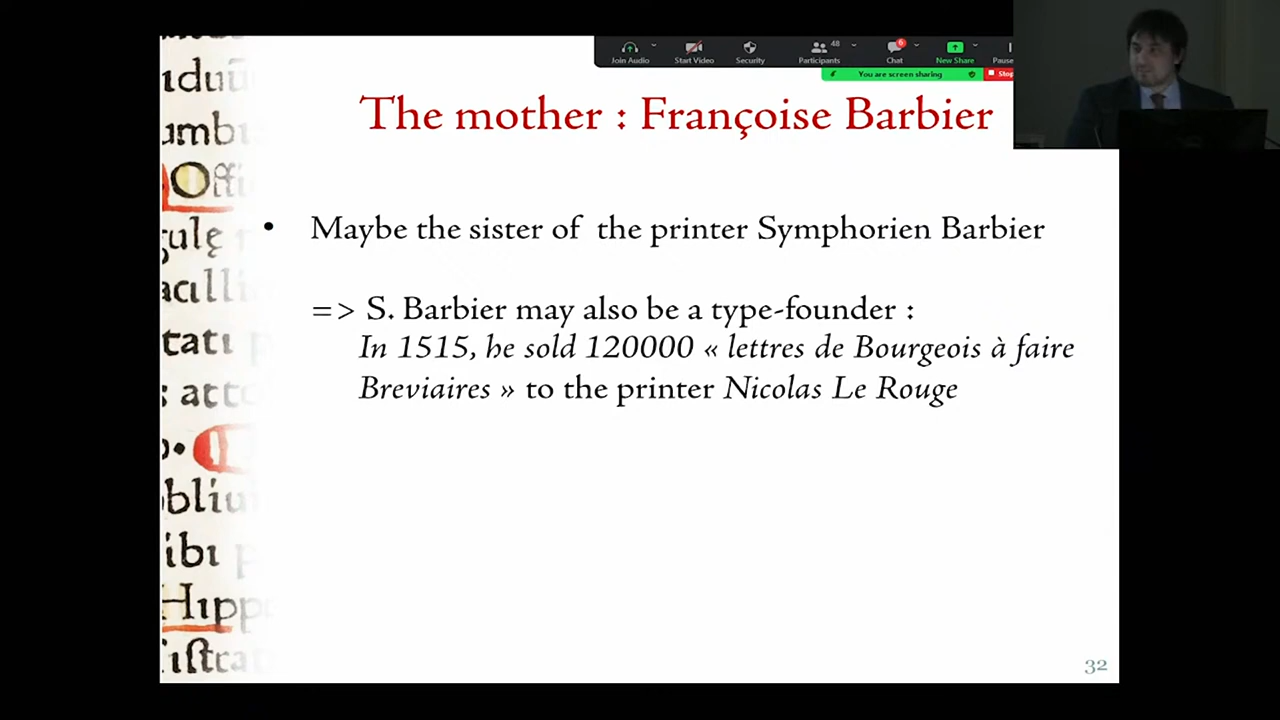 Join Audio
Start Video
Security
48
Participants
6
Chat
New Share
You are screen sharing
The mother : Françoise Barbier
• Maybe the sister of the printer Symphorien Barbier
=> S. Barbier may also be a type-founder :
In 1515, he sold 120000 « lettres de Bourgeois à faire
Breviaires » to the printer Nicolas Le Rouge
32